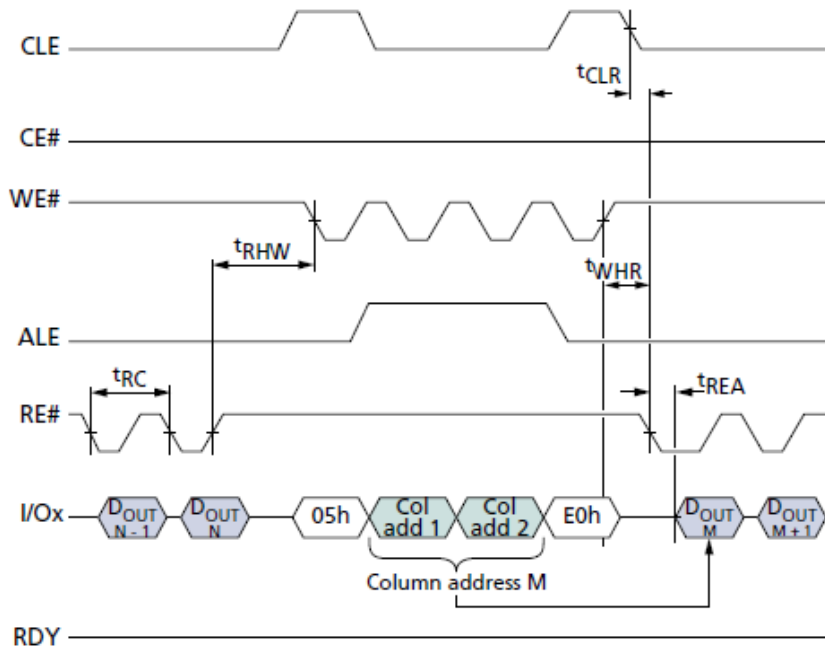 CLE
tCLR
CE#
WE#
tRHW
tWHR
ALE
tRC
tREA
RE#
I/Ox
DOUT
N - 1
DOUT
N
05h
Col
add 1
Col
add 2
E0h
DOUT
M
DOUT
M + 1
Column address M
RDY